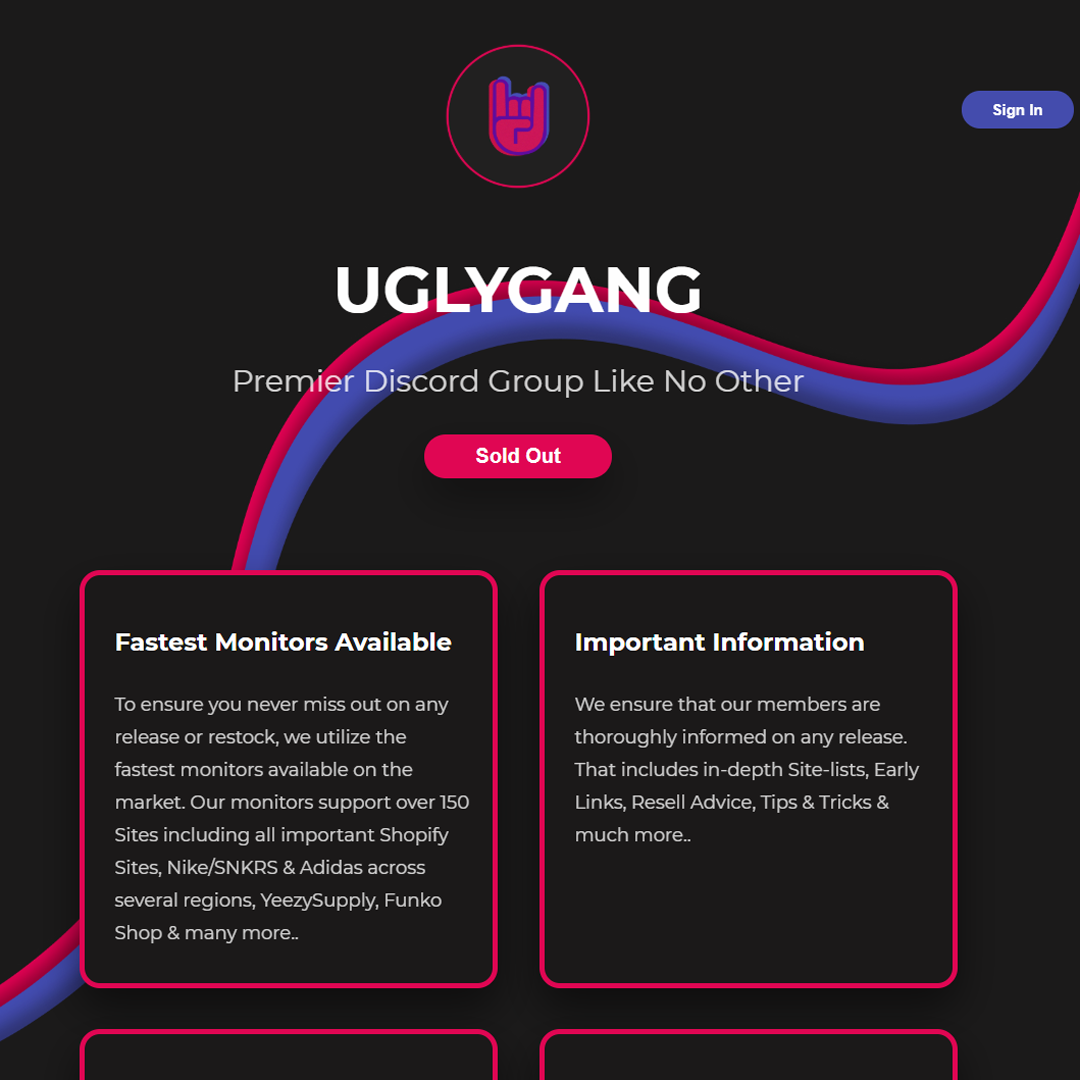 Sign In
UGLYGANG
Premier Discord Group Like No Other
Sold Out
Fastest Monitors Available
To ensure you never miss out on any
release or restock, we utilize the
fastest monitors available on the
market. Our monitors support over 150
Sites including all important Shopify
Sites, Nike/SNKRS & Adidas across
several regions, YeezySupply, Funko
Shop & many more..
Important Information
We ensure that our members are
thoroughly informed on any release.
That includes in-depth Site-lists, Early
Links, Resell Advice, Tips & Tricks &
much more..